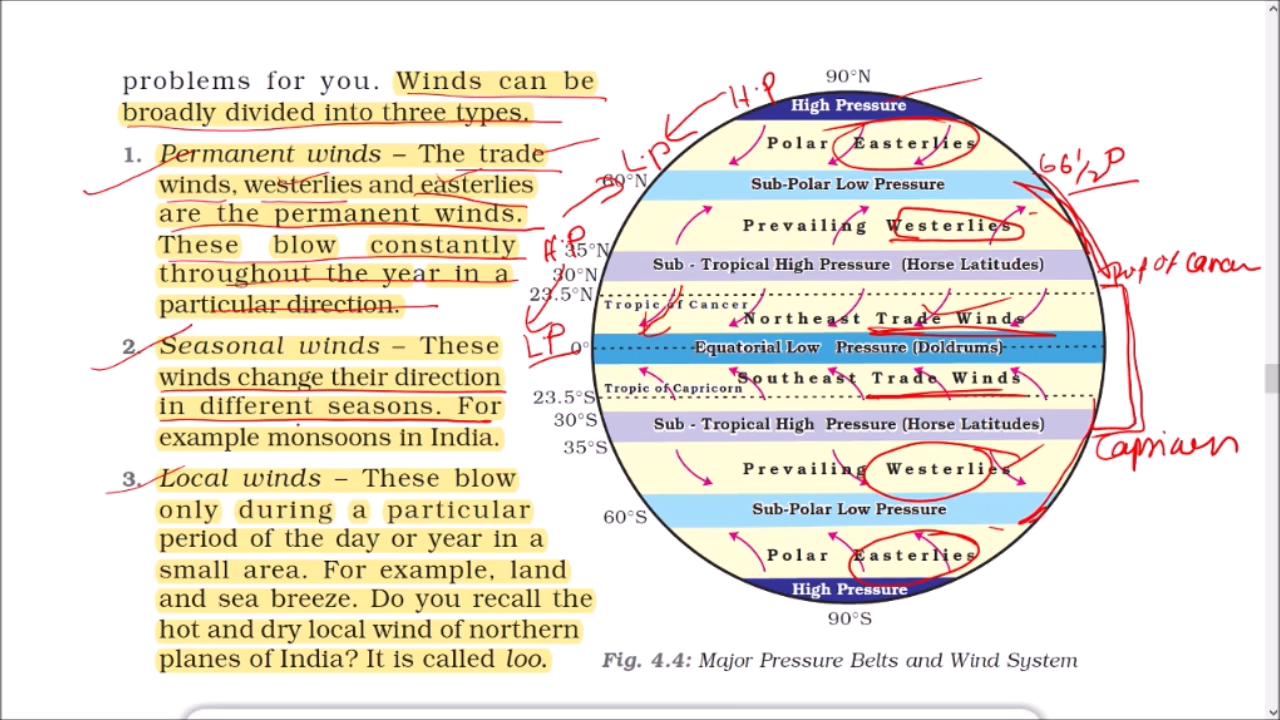 problems for you. Winds can be
broadly divided into three types.
1. Permanent winds – The trade
winds, westerlies and easterlies
are the permanent winds.
These blow constantly
throughout the year in a
particular direction.
2. Seasonal winds – These
winds change their direction
in different seasons. For
example monsoons in India.
3. Local winds – These blow
only during a particular
period of the day or year in a
small area. For example, land
and sea breeze. Do you recall the
hot and dry local wind of northern
planes of India? It is called loo.
90°N
H.P
High Pressure
Polar Easterlies
L.P
66½
60°N
Sub-Polar Low Pressure
Prevailing Westerlies
H.P
35°N
Sub - Tropical High Pressure (Horse Latitudes)
of Cancer
30°N
23.5°N
Tropic of Cancer
Northeast Trade Winds
LP
0°
Equatorial Low Pressure (Doldrums)
Southeast Trade Winds
Tropic of Capricorn
23.5°S
30°S
Sub - Tropical High Pressure (Horse Latitudes)
Capricorn
35°S
Prevailing Westerlies
60°S
Sub-Polar Low Pressure
Polar Easterlies
High Pressure
90°S
Fig. 4.4: Major Pressure Belts and Wind System